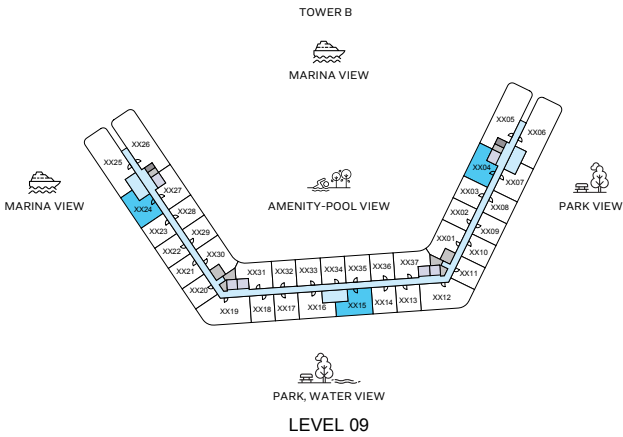 TOWER B
MARINA VIEW
XX05
XX06
XX26
XX25
XX04
XX07
XX27
XX03
XX24
MARINA VIEW
AMENITY-POOL VIEW
PARK VIEW
XX28
XX02
XX08
XX23
XX29
XX09
XX22
XX30
XX01
XX10
XX21
XX31
XX32
XX33
XX34
XX35
XX36
XX37
XX11
XX20
XX19
XX18
XX17
XX16
XX15
XX14
XX13
XX12
PARK, WATER VIEW
LEVEL 09